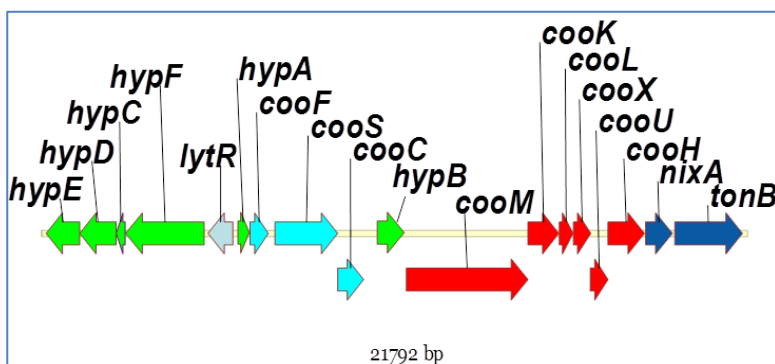 cooK
hypA
cooL
hypF
cooF
cooX
hypC
cooS
cooU
hypD
lytR
cooC
cooH
hypE
hypB
nixA
cooM
tonB
21792 bp